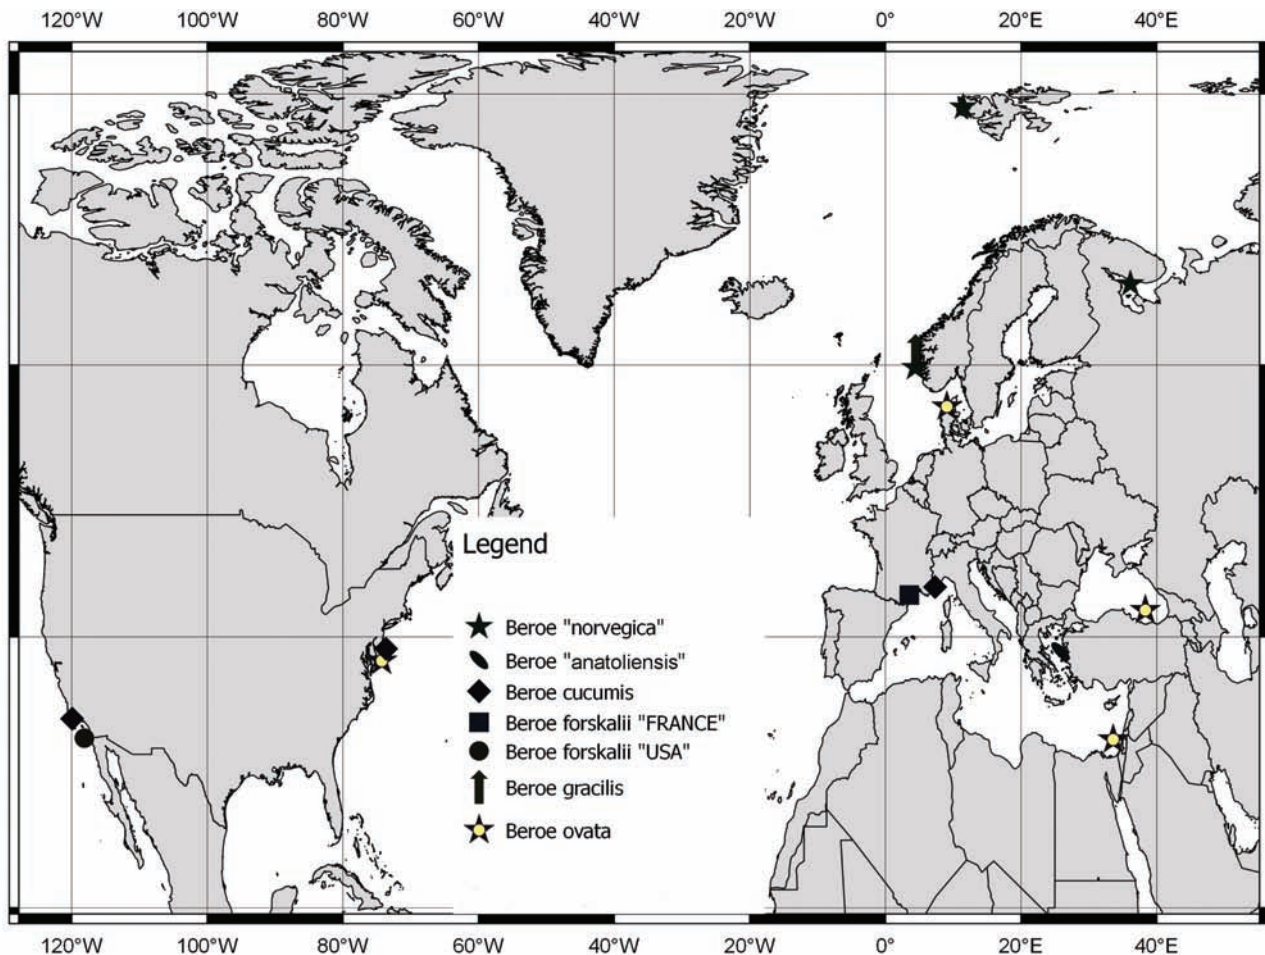 120°W 100°W 80°W 60°W 40°W 20°W 0° 20°E 40°E
Legend
Beroe "norvegica"
Beroe "anatoliensis"
Beroe cucumis
Beroe forskalii "FRANCE"
Beroe forskalii "USA"
Beroe gracilis
Beroe ovata
120°W 100°W 80°W 60°W 40°W 20°W 0° 20°E 40°E